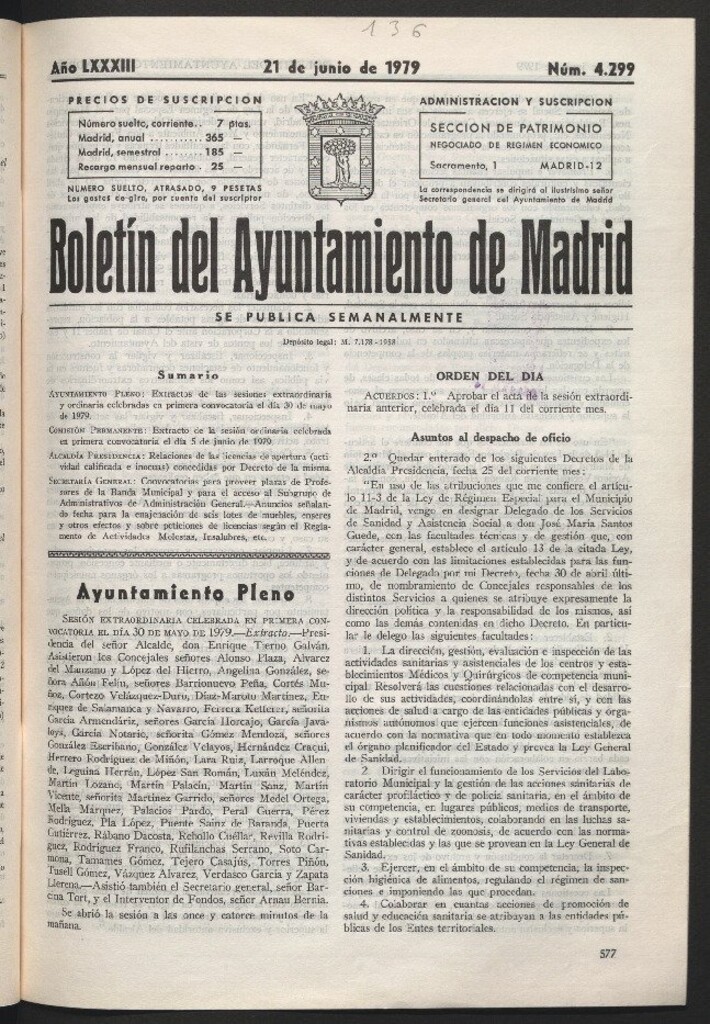 136
Año LXXXIII 21 de junio de 1979 Núm. 4.299
PRECIOS DE SUSCRIPCION
Número suelto, corriente.. 7 ptas.
Madrid, anual ........... 365 —
Madrid, semestral ........ 185 —
Recargo mensual reparto . 25 —
NUMERO SUELTO, ATRASADO, 9 PESETAS
Los gastos de giro, por cuenta del suscriptor
ADMINISTRACION Y SUSCRIPCION
SECCION DE PATRIMONIO
NEGOCIADO DE REGIMEN ECONOMICO
Sacramento, 1 MADRID-12
La correspondencia se dirigirá al ilustrísimo señor
Secretario general del Ayuntamiento de Madrid
Boletín del Ayuntamiento de Madrid
SE PUBLICA SEMANALMENTE
Depósito legal: M. 7.178-1958
Sumario
AYUNTAMIENTO PLENO: Extractos de las sesiones extraordinaria
y ordinaria celebradas en primera convocatoria el día 30 de mayo
de 1979.
COMISIÓN PERMANENTE: Extracto de la sesión ordinaria celebrada
en primera convocatoria el día 5 de junio de 1979.
ALCALDÍA PRESIDENCIA: Relaciones de las licencias de apertura (acti-
vidad calificada e inocuas) concedidas por Decreto de la misma.
SECRETARÍA GENERAL: Convocatorias para proveer plazas de Profe-
sores de la Banda Municipal y para el acceso al Subgrupo de
Administrativos de Administración General.—Anuncios señalan-
do fecha para la enajenación de seis lotes de muebles, enseres
y otros efectos y sobre peticiones de licencias según el Regla-
mento de Actividades Molestas, Insalubres, etc.
Ayuntamiento Pleno
SESIÓN EXTRAORDINARIA CELEBRADA EN PRIMERA CON-
VOCATORIA EL DÍA 30 DE MAYO DE 1979.—Extracto.—Presi-
dencia del señor Alcalde, don Enrique Tierno Galván.
Asistieron los Concejales señores Alonso Plaza, Alvarez
del Manzano y López del Hierro, Angelina González, se-
ñora Añón Feliu, señores Barrionuevo Peña, Cortés Mu-
ñoz, Cortezo Velázquez-Duro, Díaz-Maroto Martínez, En-
ríquez de Salamanca y Navarro, Ferrera Ketterer, señorita
García Armendáriz, señores García Horcajo, García Java-
loys, García Notario, señorita Gómez Mendoza, señores
González Escribano, González Velayos, Hernández Craqui,
Herrero Rodríguez de Miñón, Lara Ruiz, Larroque Allen-
de, Leguina Herrán, López San Román, Luxán Meléndez,
Martín Lozano, Martín Palacín, Martín Sanz, Martín
Vicente, señorita Martínez Garrido, señores Medel Ortega,
Mella Márquez, Palacios Pardo, Peral Guerra, Pérez
Rodríguez, Pla López, Puente Sainz de Baranda, Puerta
Gutiérrez, Rábano Dacosta, Rebollo Cuéllar, Revilla Rodrí-
guez, Rodríguez Franco, Rufilanchas Serrano, Soto Car-
mona, Tamames Gómez, Tejero Casajús, Torres Piñón,
Tusell Gómez, Vázquez Alvarez, Verdasco García y Zapata
Llerena.—Asistió también el Secretario general, señor Bar-
cina Tort, y el Interventor de Fondos, señor Arnau Bernia.
Se abrió la sesión a las once y catorce minutos de la
mañana.
ORDEN DEL DIA
ACUERDOS: 1.º Aprobar el acta de la sesión extraordi-
naria anterior, celebrada el día 11 del corriente mes.
Asuntos al despacho de oficio
2.º Quedar enterado de los siguientes Decretos de la
Alcaldía Presidencia, fecha 25 del corriente mes:
"En uso de las atribuciones que me confiere el artícu-
lo 11-3 de la Ley de Régimen Especial para el Municipio
de Madrid, vengo en designar Delegado de los Servicios
de Sanidad y Asistencia Social a don José María Santos
Guede, con las facultades técnicas y de gestión que, con
carácter general, establece el artículo 13 de la citada Ley,
y de acuerdo con las limitaciones establecidas para las fun-
ciones de Delegado por mi Decreto, fecha 30 de abril últi-
mo, de nombramiento de Concejales responsables de los
distintos Servicios a quienes se atribuye expresamente la
dirección política y la responsabilidad de los mismos, así
como las demás contenidas en dicho Decreto. En particu-
lar le delego las siguientes facultades:
1. La dirección, gestión, evaluación e inspección de las
actividades sanitarias y asistenciales de los centros y esta-
blecimientos Médicos y Quirúrgicos de competencia muni-
cipal. Resolverá las cuestiones relacionadas con el desarro-
llo de sus actividades, coordinándolas entre sí, y con las
acciones de salud a cargo de las entidades públicas y orga-
nismos autónomos que ejercen funciones asistenciales, de
acuerdo con la normativa que en todo momento establezca
el órgano planificador del Estado y prevea la Ley General
de Sanidad.
2. Dirigir el funcionamiento de los Servicios del Labo-
ratorio Municipal y la gestión de las acciones sanitarias de
carácter profiláctico y de policía sanitaria, en el ámbito de
su competencia, en lugares públicos, medios de transporte,
viviendas y establecimientos, colaborando en las luchas sa-
nitarias y control de zoonosis, de acuerdo con las norma-
tivas establecidas y las que se provean en la Ley General de
Sanidad.
3. Ejercer, en el ámbito de su competencia, la inspec-
ción higiénica de alimentos, regulando el régimen de san-
ciones e imponiendo las que procedan.
4. Colaborar en cuantas acciones de promoción de
salud y educación sanitaria se atribuyan a las entidades pú-
blicas de los Entes territoriales.
577